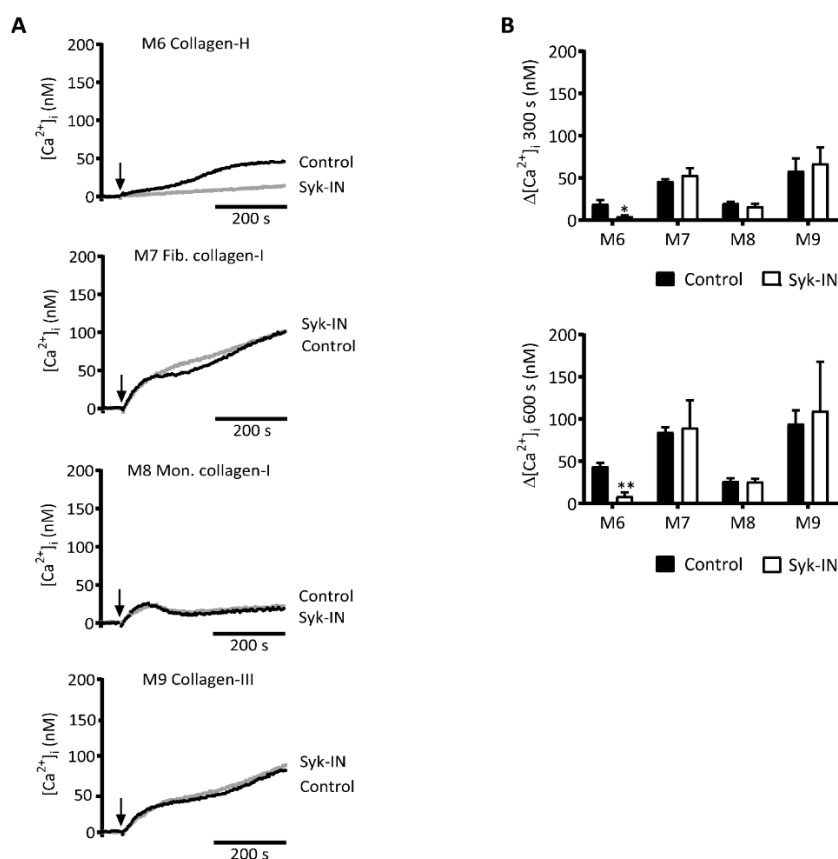 A
M6 Collagen-H
[Ca²⁺]ᵢ (nM)
200
150
100
50
0
Control
Syk-IN
200 s
M7 Fib. collagen-I
[Ca²⁺]ᵢ (nM)
200
150
100
50
0
Syk-IN
Control
200 s
M8 Mon. collagen-I
[Ca²⁺]ᵢ (nM)
200
150
100
50
0
Control
Syk-IN
200 s
M9 Collagen-III
[Ca²⁺]ᵢ (nM)
200
150
100
50
0
Syk-IN
Control
200 s
B
Δ[Ca²⁺]ᵢ 300 s (nM)
200
150
100
50
0
*
M6 M7 M8 M9
Control Syk-IN
Δ[Ca²⁺]ᵢ 600 s (nM)
200
150
100
50
0
**
M6 M7 M8 M9
Control Syk-IN